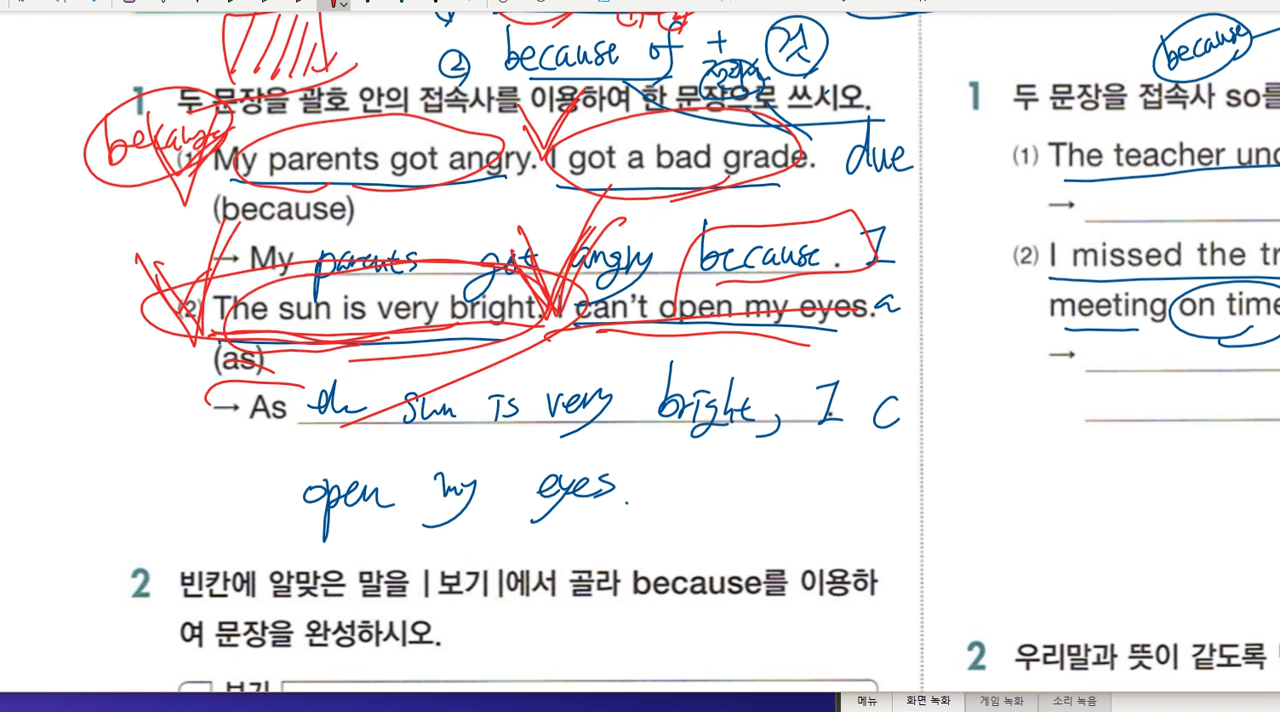 ② because of + 것
because
1 두 문장을 괄호 안의 접속사를 이용하여 한 문장으로 쓰시오.
because
(1) My parents got angry. I got a bad grade. due
(because)
→ My parents got angry because. I
(2) The sun is very bright. I can't open my eyes. a
(as)
→ As the sun is very bright, I c
open my eyes.
2 빈칸에 알맞은 말을 | 보기 |에서 골라 because를 이용하
여 문장을 완성하시오.
보기
1 두 문장을 접속사 so를
(1) The teacher und
→
(2) I missed the tr
meeting on time
→
2 우리말과 뜻이 같도록
메뉴 화면 녹화 게임 녹화 소리 녹음